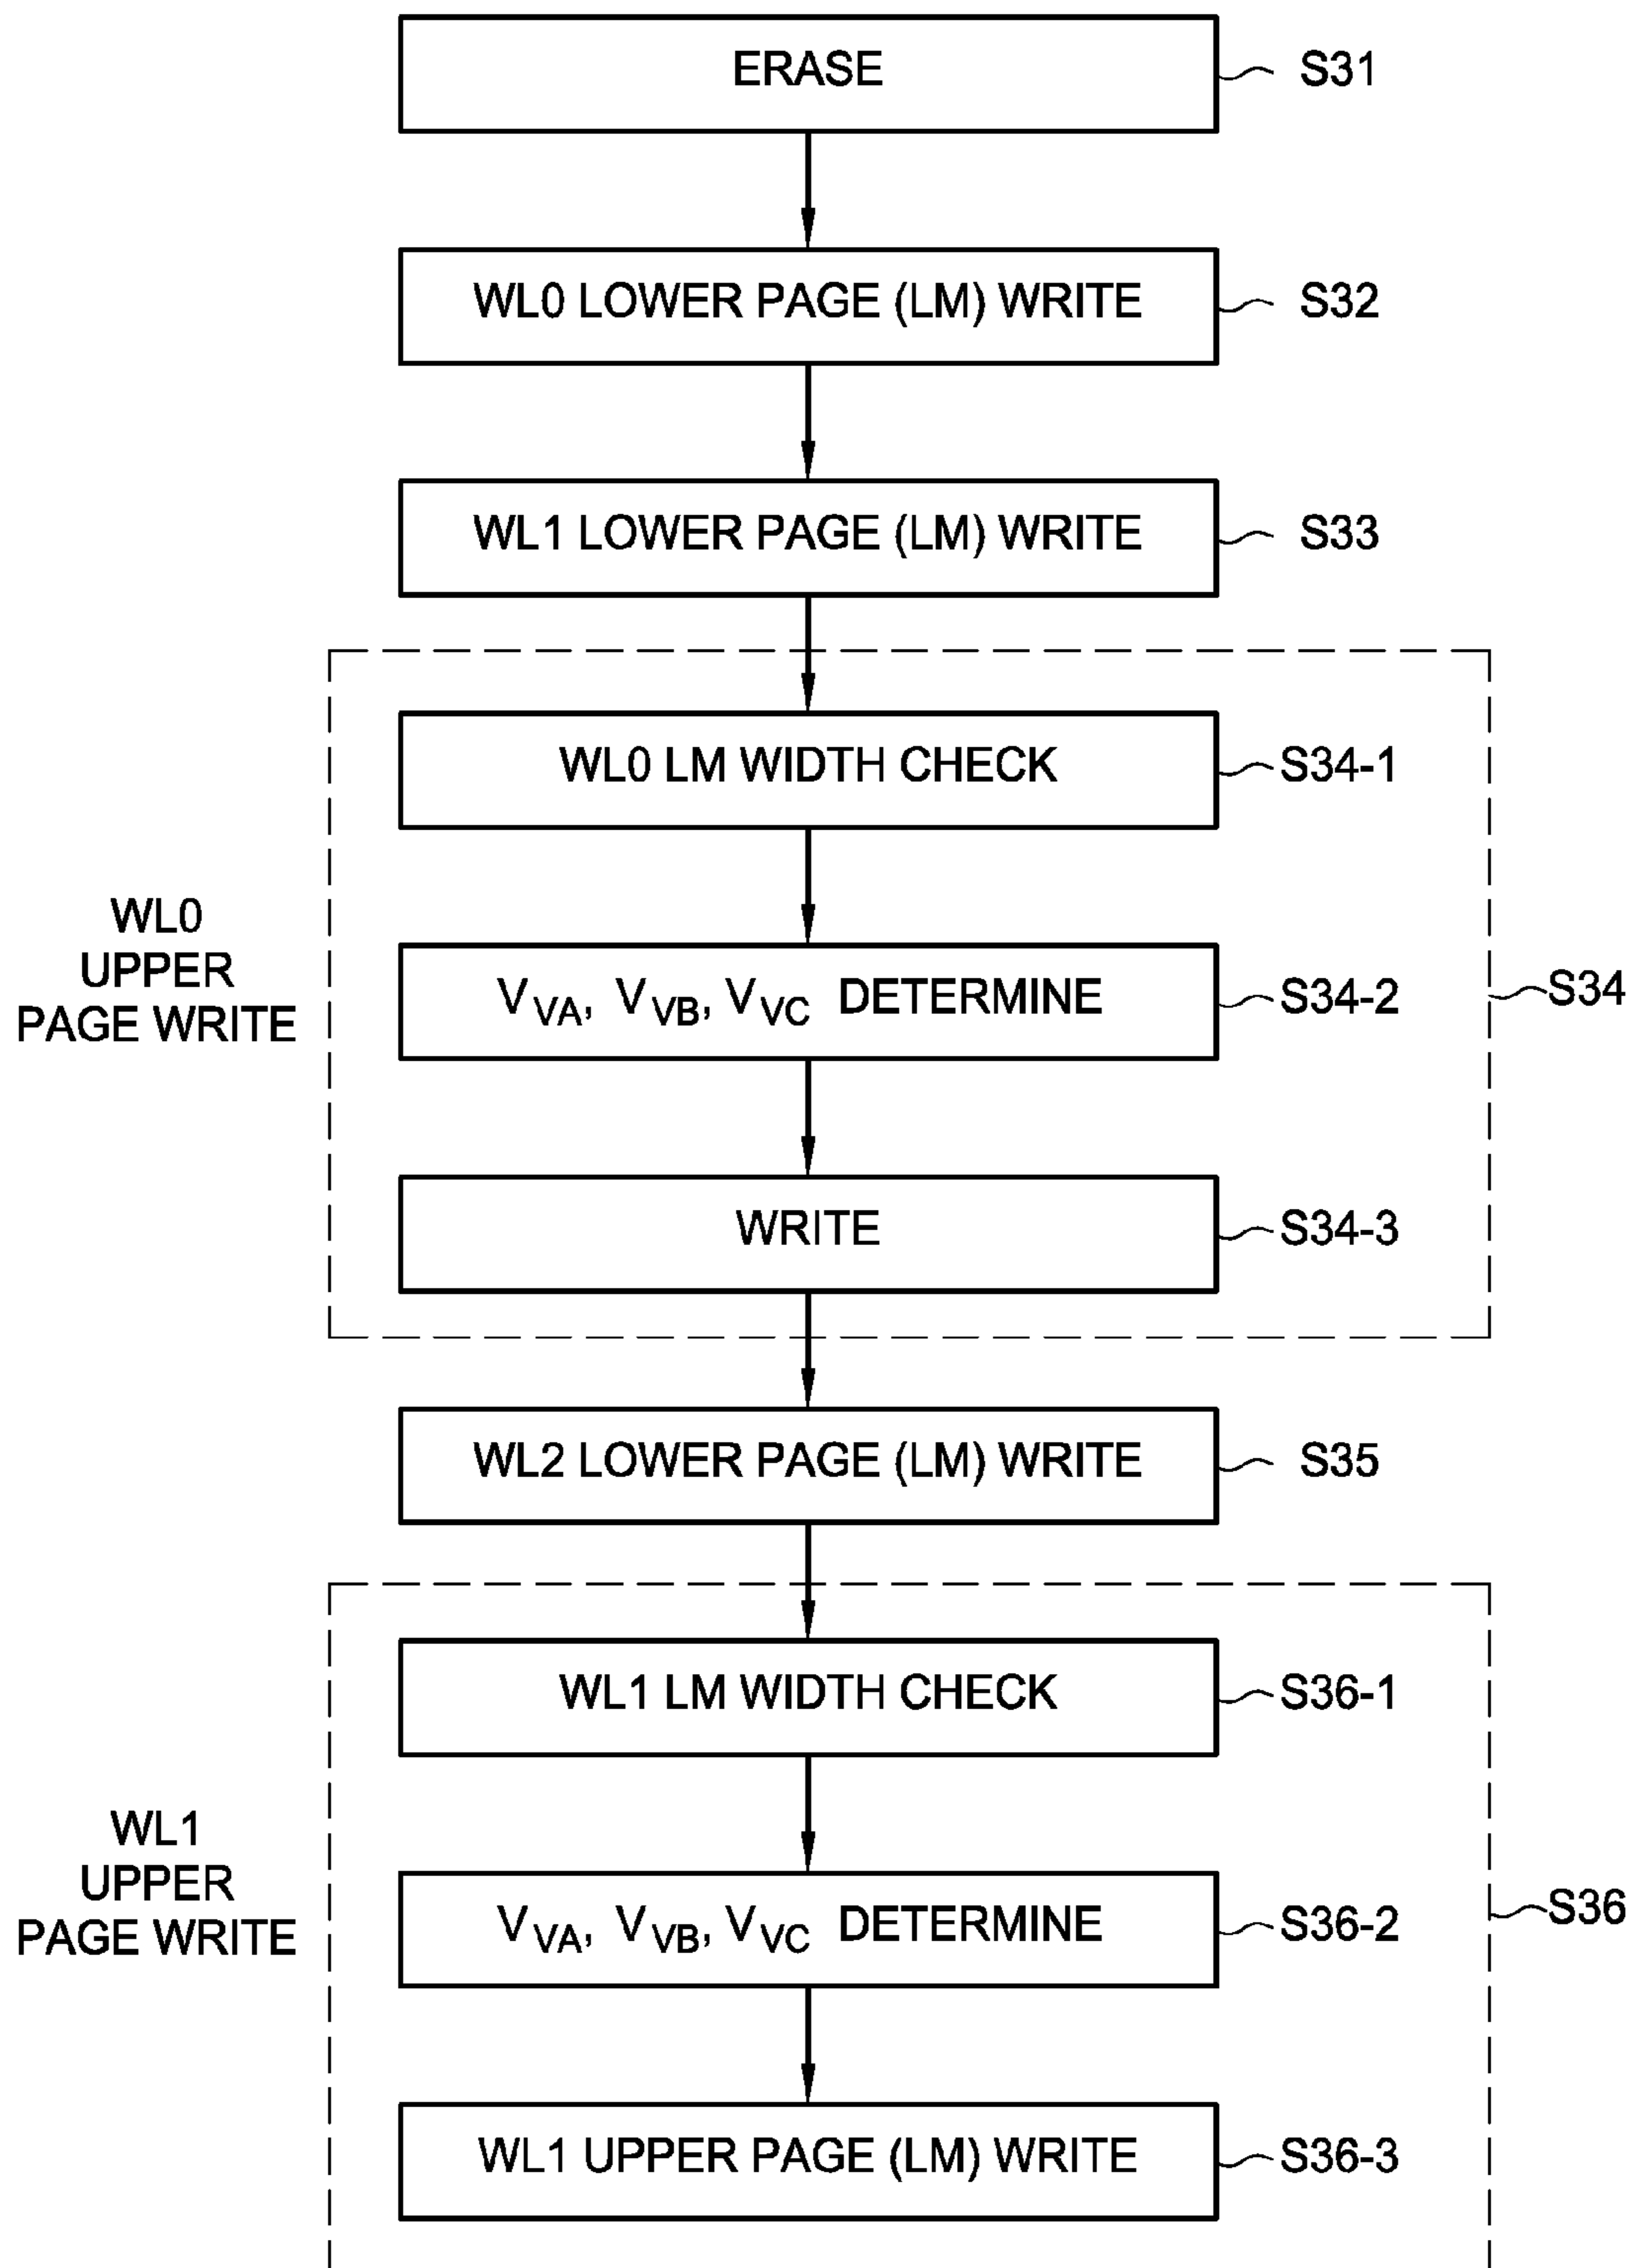 ERASE
S31
WL0 LOWER PAGE (LM) WRITE
S32
WL1 LOWER PAGE (LM) WRITE
S33
WL0 LM WIDTH CHECK
S34-1
WL0
UPPER
PAGE WRITE
VVA, VVB, VVC DETERMINE
S34-2
S34
WRITE
S34-3
WL2 LOWER PAGE (LM) WRITE
S35
WL1 LM WIDTH CHECK
S36-1
WL1
UPPER
PAGE WRITE
VVA, VVB, VVC DETERMINE
S36-2
S36
WL1 UPPER PAGE (LM) WRITE
S36-3